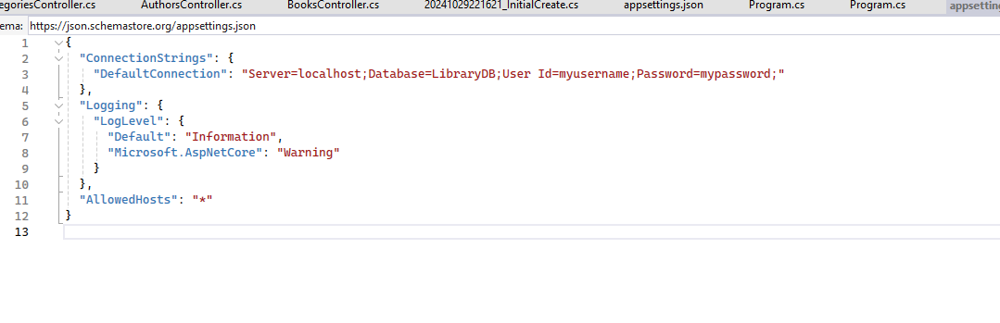 egoriesController.cs AuthorsController.cs BooksController.cs 20241029221621_InitialCreate.cs appsettings.json Program.cs Program.cs appsetting
ema: https://json.schemastore.org/appsettings.json
1 {
2 "ConnectionStrings": {
3 "DefaultConnection": "Server=localhost;Database=LibraryDB;User Id=myusername;Password=mypassword;"
4 },
5 "Logging": {
6 "LogLevel": {
7 "Default": "Information",
8 "Microsoft.AspNetCore": "Warning"
9 }
10 },
11 "AllowedHosts": "*"
12 }
13